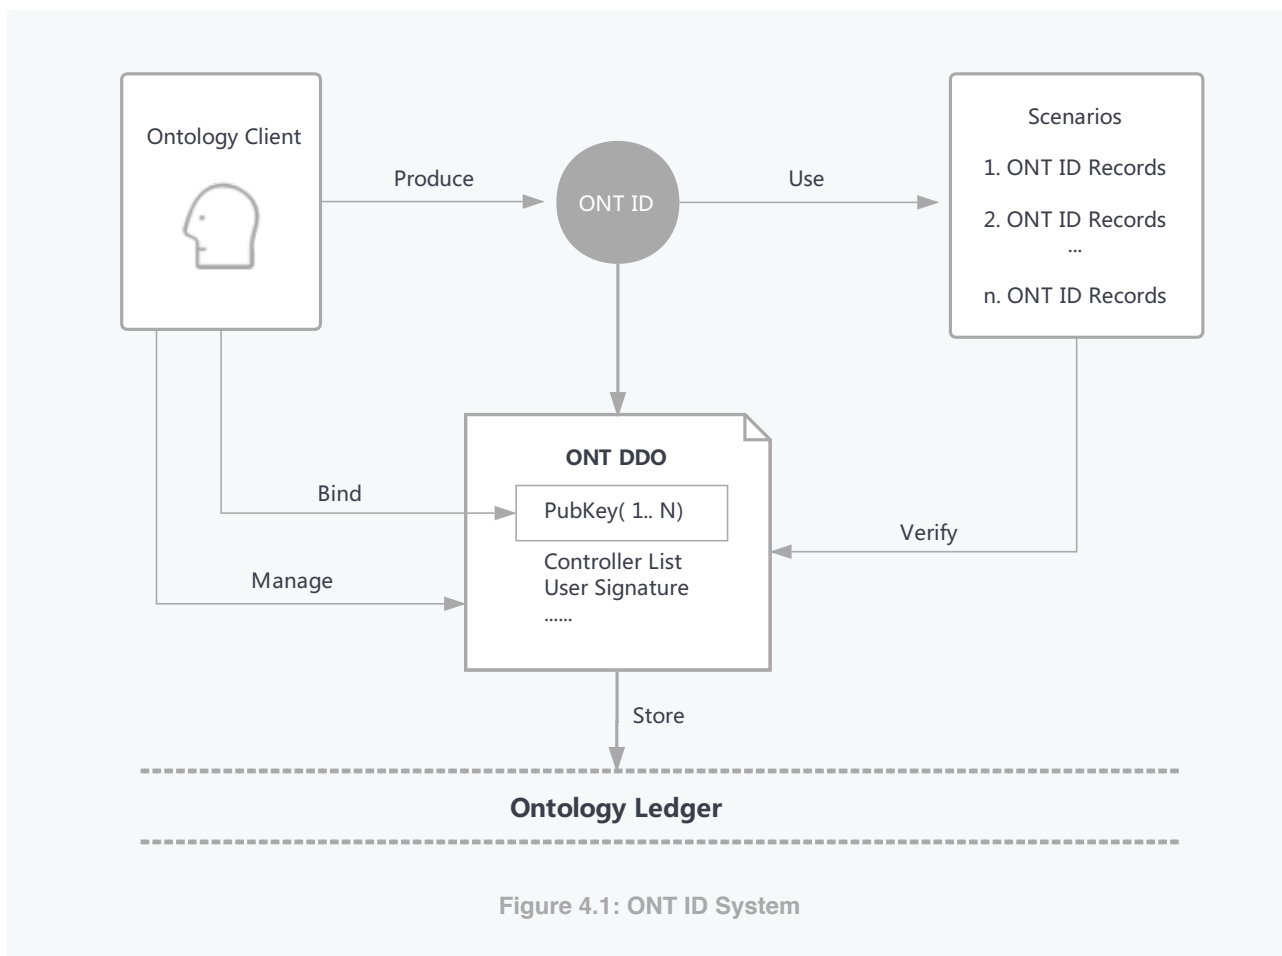 Ontology Client
Produce
ONT ID
Use
Scenarios
1. ONT ID Records
2. ONT ID Records
...
n. ONT ID Records
ONT DDO
PubKey( 1.. N)
Controller List
User Signature
......
Bind
Manage
Verify
Store
Ontology Ledger
Figure 4.1: ONT ID System